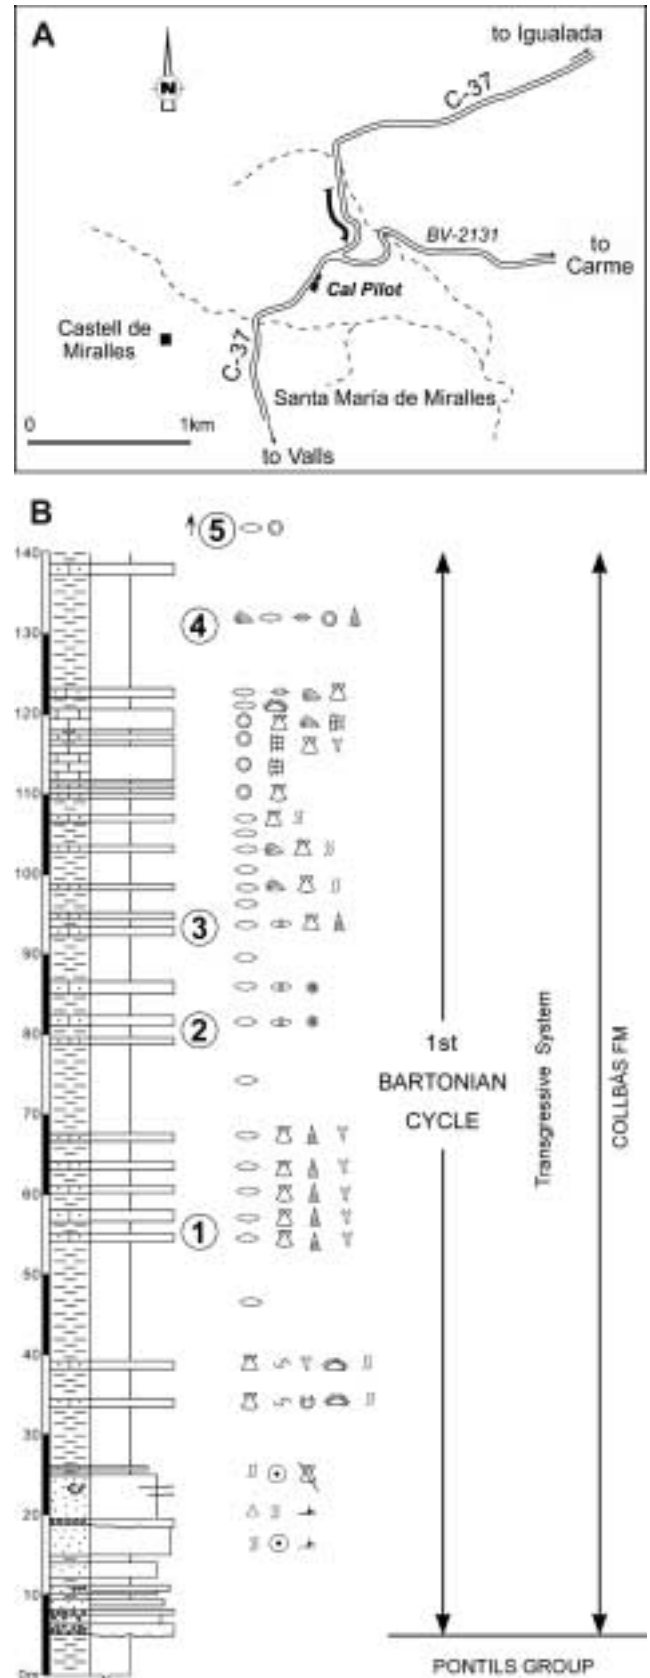 A
to Igualada
N
C-37
BV-2131
to
Carme
Cal Pilot
Castell de
Miralles
C-37
Santa María de Miralles
0
1km
to Valls
B
5
140
4
130
120
110
100
3
90
2
80
1st
BARTONIAN
CYCLE
Transgressive System
COLLBÀS FM
70
60
1
50
40
30
20
10
0m
PONTILS GROUP